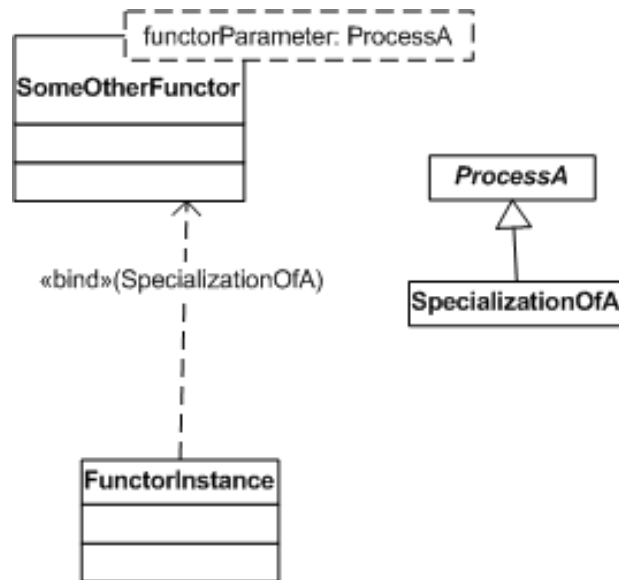 functorParameter: ProcessA
SomeOtherFunctor
ProcessA
«bind»(SpecializationOfA)
SpecializationOfA
FunctorInstance